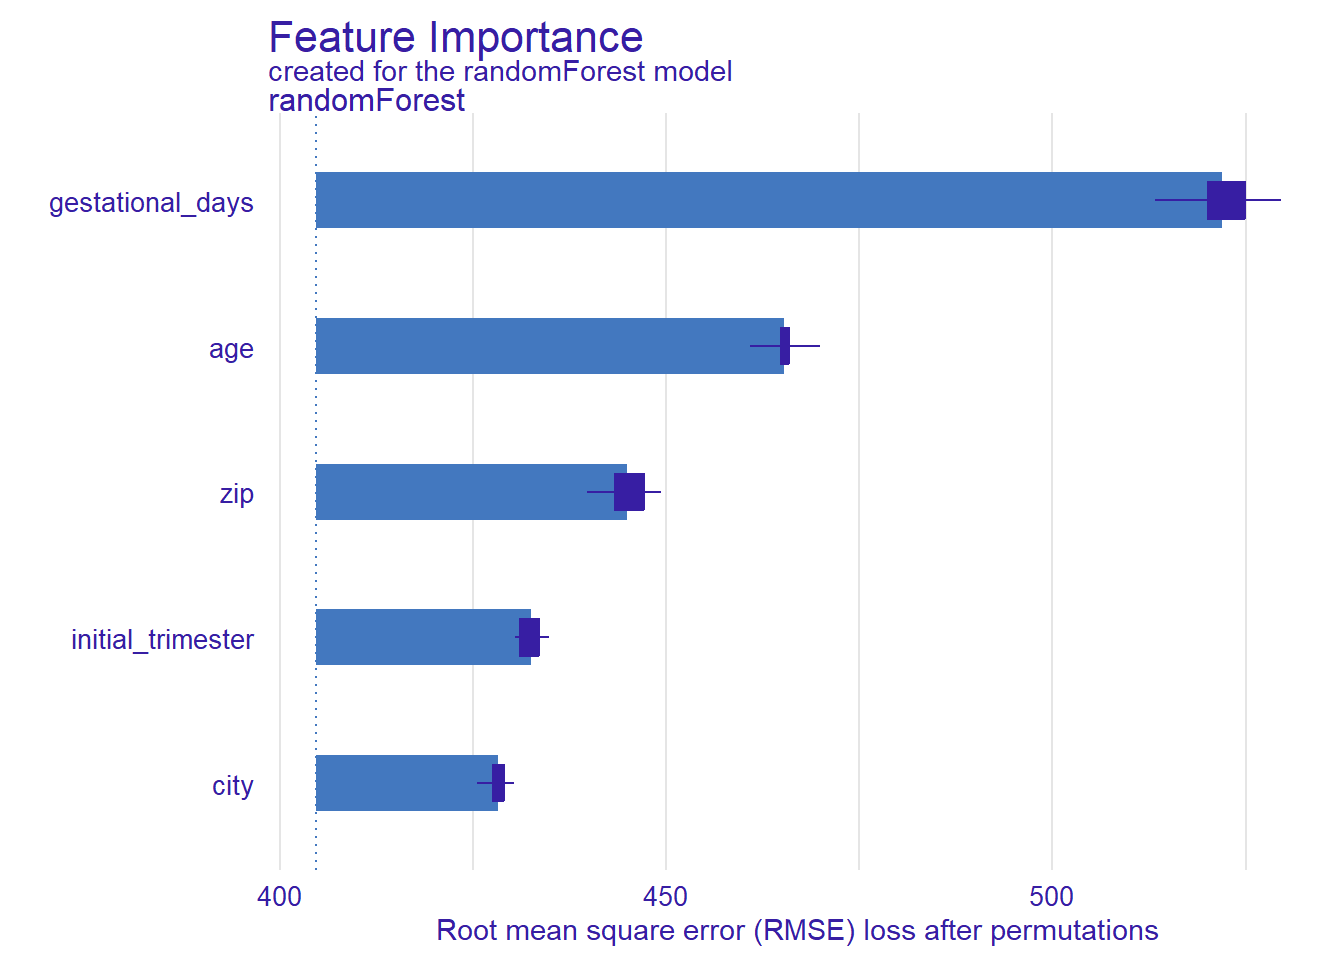 Feature Importance
created for the randomForest model
randomForest
gestational_days
age
zip
initial_trimester
city
400 450 500
Root mean square error (RMSE) loss after permutations